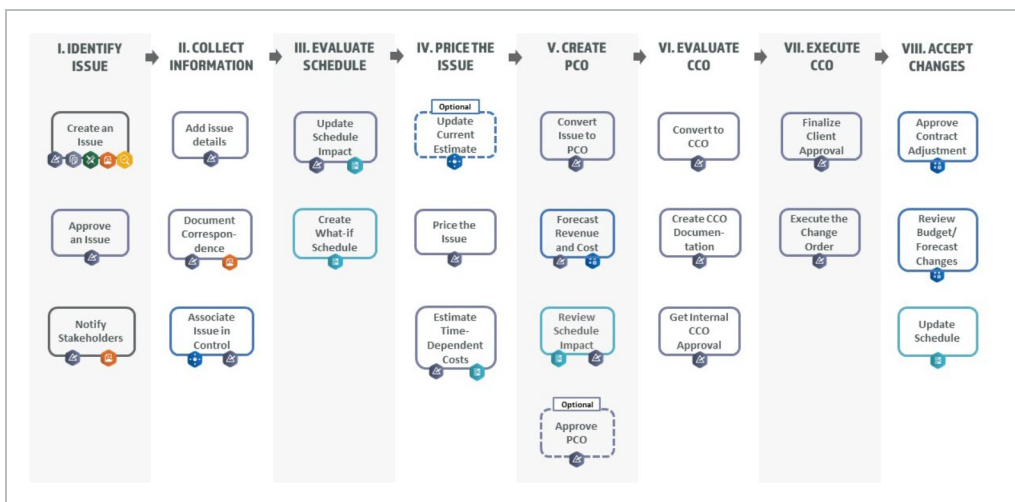 I. IDENTIFY
ISSUE
II. COLLECT
INFORMATION
III. EVALUATE
SCHEDULE
IV. PRICE THE
ISSUE
V. CREATE
PCO
VI. EVALUATE
CCO
VII. EXECUTE
CCO
VIII. ACCEPT
CHANGES
Create an
Issue
Approve
an Issue
Notify
Stakeholders
Add issue
details
Document
Correspon-
dence
Associate
Issue in
Control
Update
Schedule
Impact
Create
What-if
Schedule
Optional
Update
Current
Estimate
Price the
Issue
Estimate
Time-
Dependent
Costs
Convert
Issue to
PCO
Forecast
Revenue
and Cost
Review
Schedule
Impact
Optional
Approve
PCO
Convert to
CCO
Create CCO
Documen-
tation
Get Internal
CCO
Approval
Finalize
Client
Approval
Execute the
Change
Order
Approve
Contract
Adjustment
Review
Budget/
Forecast
Changes
Update
Schedule